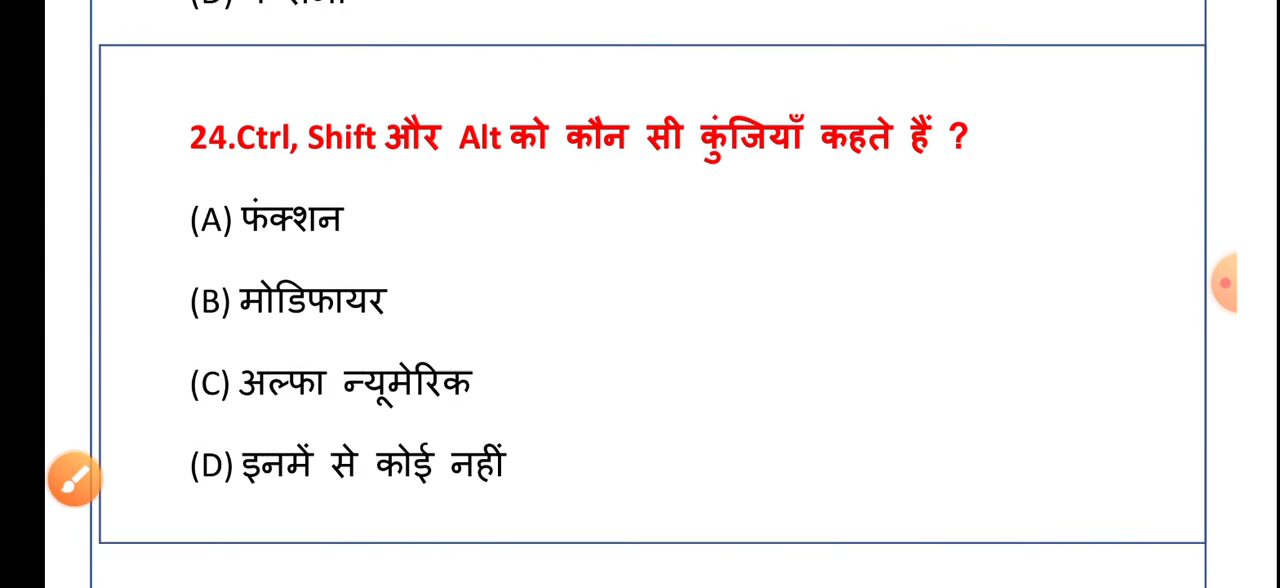 24.Ctrl, Shift और Alt को कौन सी कुंजियाँ कहते हैं ?
(A) फंक्शन
(B) मोडिफायर
(C) अल्फा न्यूमेरिक
(D) इनमें से कोई नहीं